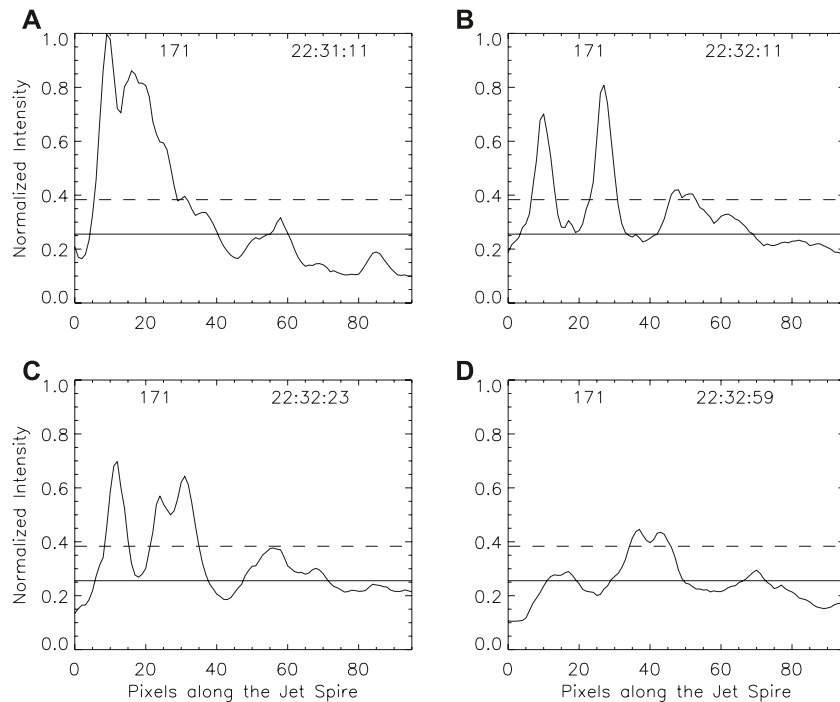 A
B
171 22:31:11
171 22:32:11
1.0
0.8
0.6
0.4
0.2
0.0
Normalized Intensity
0 20 40 60 80
1.0
0.8
0.6
0.4
0.2
0.0
0 20 40 60 80
C
D
171 22:32:23
171 22:32:59
1.0
0.8
0.6
0.4
0.2
0.0
Normalized Intensity
0 20 40 60 80
Pixels along the Jet Spire
1.0
0.8
0.6
0.4
0.2
0.0
0 20 40 60 80
Pixels along the Jet Spire